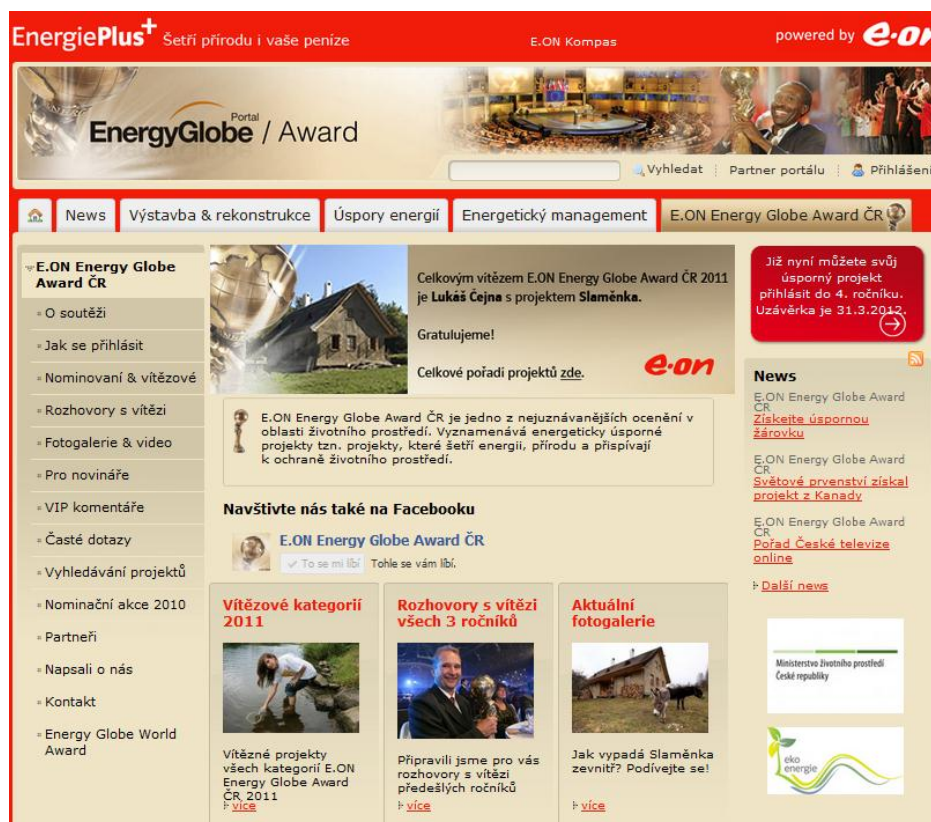 EnergiePlus+ Šetří přírodu i vaše peníze
E.ON Kompas
powered by e·on
Portal
EnergyGlobe / Award
Vyhledat
Partner portálu
Přihlášení
News
Výstavba & rekonstrukce
Úspory energií
Energetický management
E.ON Energy Globe Award ČR
E.ON Energy Globe
Award ČR
O soutěži
Jak se přihlásit
Nominovaní & vítězové
Rozhovory s vítězi
Fotogalerie & video
Pro novináře
VIP komentáře
Časté dotazy
Vyhledávání projektů
Nominační akce 2010
Partneři
Napsali o nás
Kontakt
Energy Globe World
Award
Celkovým vítězem E.ON Energy Globe Award ČR 2011
je Lukáš Čejna s projektem Slaměnka.
Gratulujeme!
Celkové pořadí projektů zde.
e·on
E.ON Energy Globe Award ČR je jedno z nejuznávanějších ocenění v
oblasti životního prostředí. Vyznamenává energeticky úsporné
projekty tzn. projekty, které šetří energii, přírodu a přispívají
k ochraně životního prostředí.
Navštivte nás také na Facebooku
E.ON Energy Globe Award ČR
To se mi líbí
Tohle se vám líbí.
Vítězové kategorií
2011
Vítězné projekty
všech kategorií E.ON
Energy Globe Award
ČR 2011
více
Rozhovory s vítězi
všech 3 ročníků
Připravili jsme pro vás
rozhovory s vítězi
předešlých ročníků
více
Aktuální
fotogalerie
Jak vypadá Slaměnka
zevnitř? Podívejte se!
více
Již nyní můžete svůj
úsporný projekt
přihlásit do 4. ročníku.
Uzávěrka je 31.3.2012.
News
E.ON Energy Globe Award
ČR
Získejte úspornou
žárovku
E.ON Energy Globe Award
ČR
Světové prvenství získal
projekt z Kanady
E.ON Energy Globe Award
ČR
Pořad České televize
online
Další news
Ministerstvo životního prostředí
České republiky
eko
energie